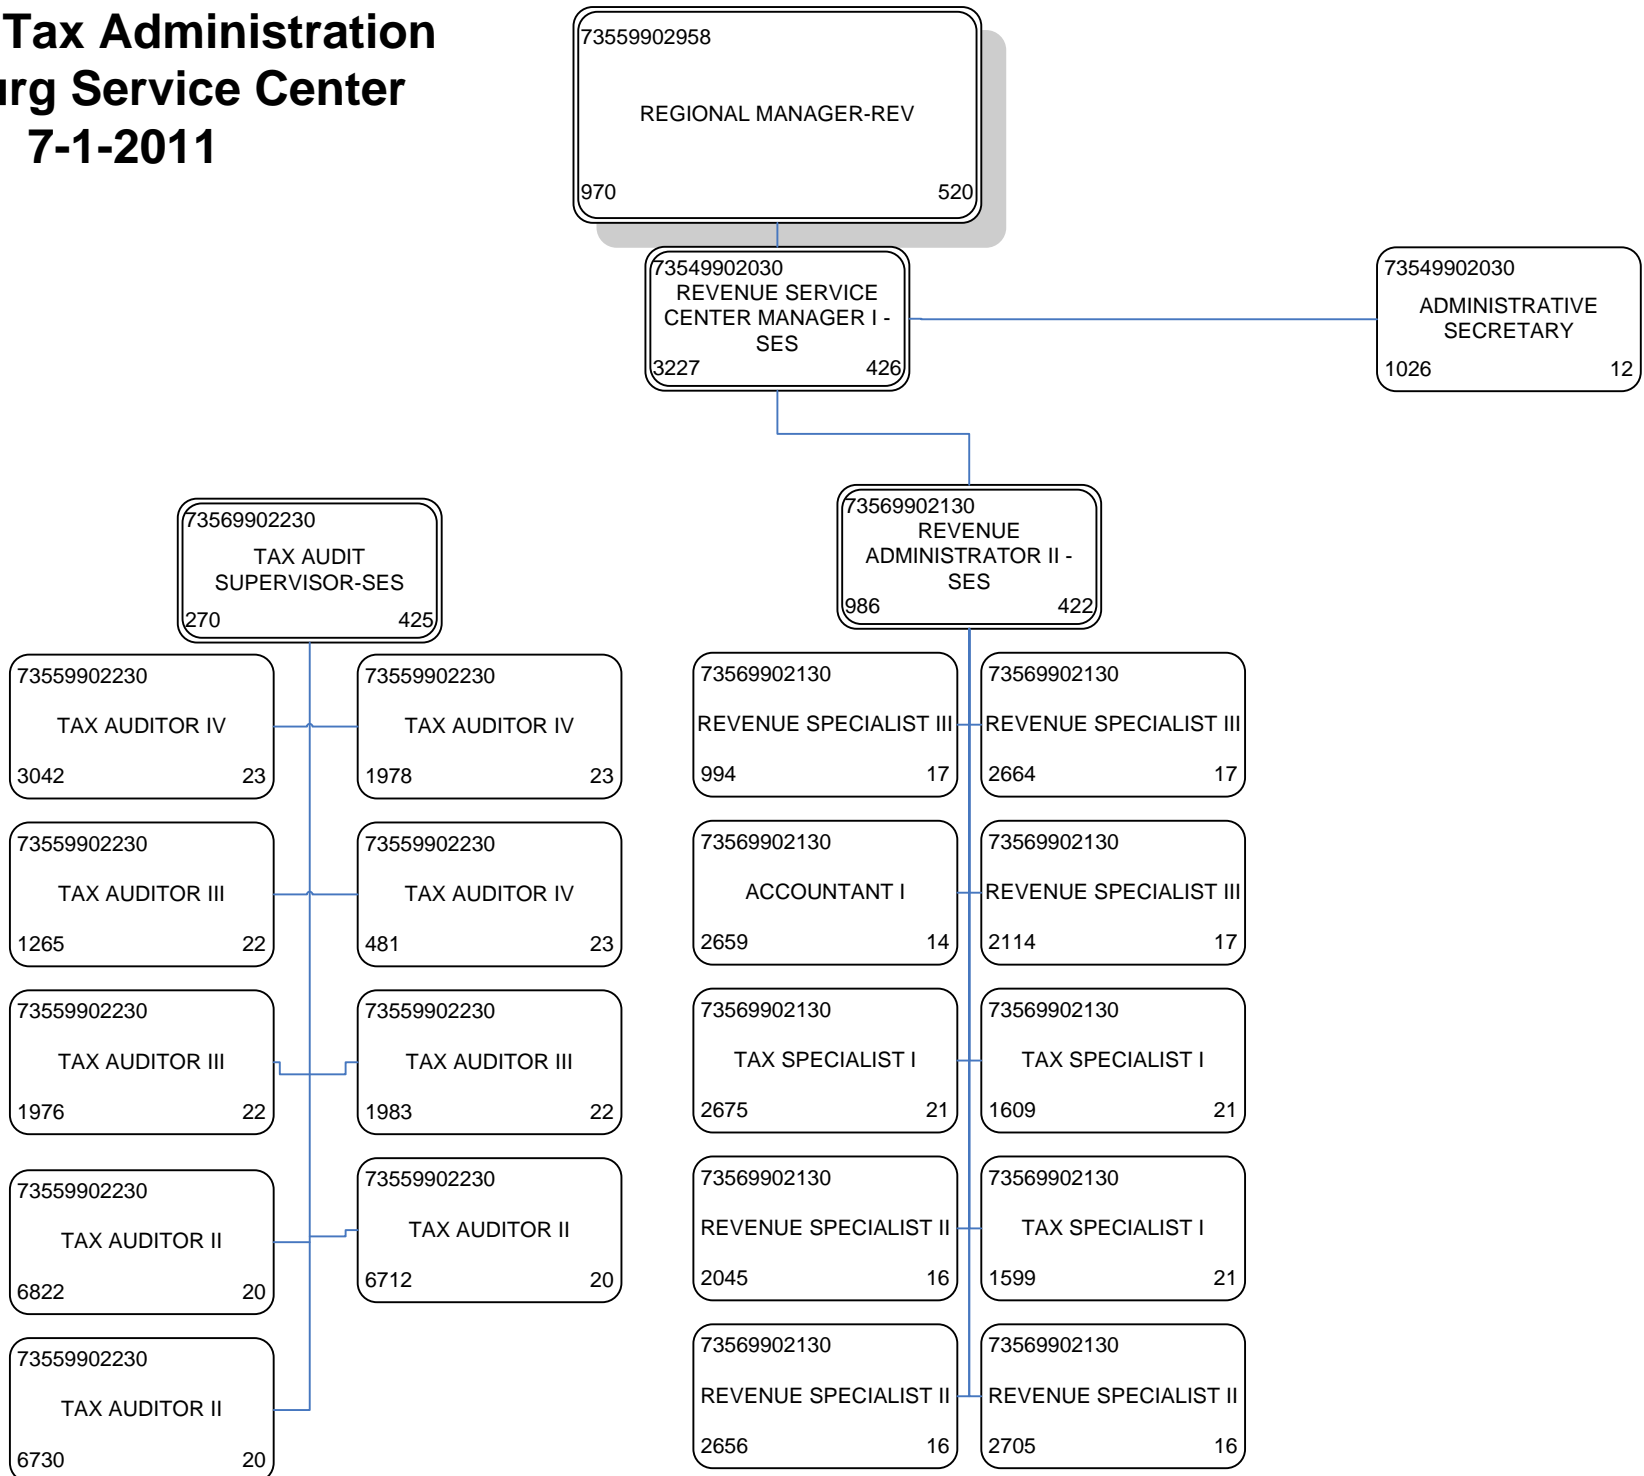 Tax Administration
Service Center
7-1-2011
73559902958
REGIONAL MANAGER-REV
970 520
73549902030
REVENUE SERVICE
CENTER MANAGER I -
SES
3227 426
73549902030
ADMINISTRATIVE
SECRETARY
1026 12
73569902230
TAX AUDIT
SUPERVISOR-SES
270 425
73569902130
REVENUE
ADMINISTRATOR II -
SES
986 422
73559902230
TAX AUDITOR IV
3042 23
73559902230
TAX AUDITOR IV
1978 23
73569902130
REVENUE SPECIALIST III
994 17
73569902130
REVENUE SPECIALIST III
2664 17
73559902230
TAX AUDITOR III
1265 22
73559902230
TAX AUDITOR IV
481 23
73569902130
ACCOUNTANT I
2659 14
73569902130
REVENUE SPECIALIST III
2114 17
73559902230
TAX AUDITOR III
1976 22
73559902230
TAX AUDITOR III
1983 22
73569902130
TAX SPECIALIST I
2675 21
73569902130
TAX SPECIALIST I
1609 21
73559902230
TAX AUDITOR II
6822 20
73559902230
TAX AUDITOR II
6712 20
73569902130
REVENUE SPECIALIST II
2045 16
73569902130
TAX SPECIALIST I
1599 21
73559902230
TAX AUDITOR II
6730 20
73569902130
REVENUE SPECIALIST II
2656 16
73569902130
REVENUE SPECIALIST II
2705 16